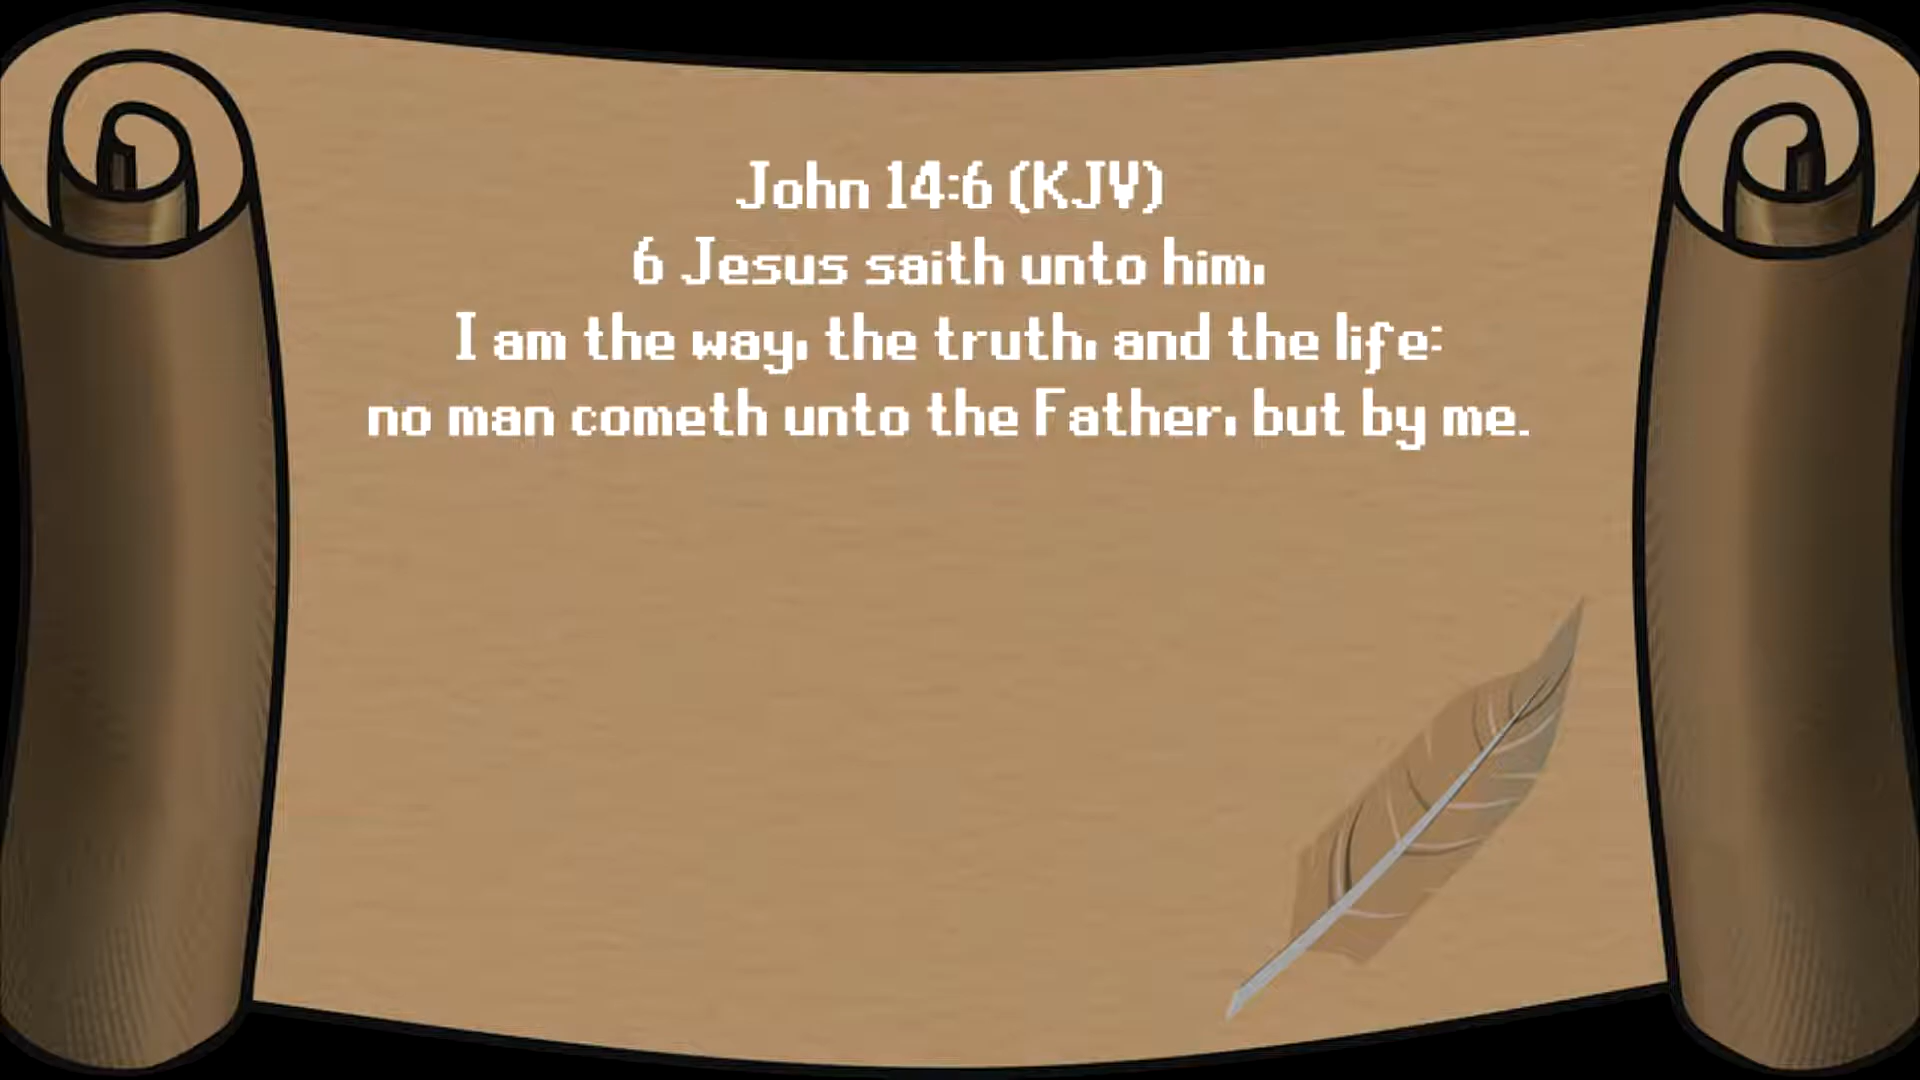 John 14:6 (KJV)
6 Jesus saith unto him,
I am the way, the truth, and the life:
no man cometh unto the Father, but by me.